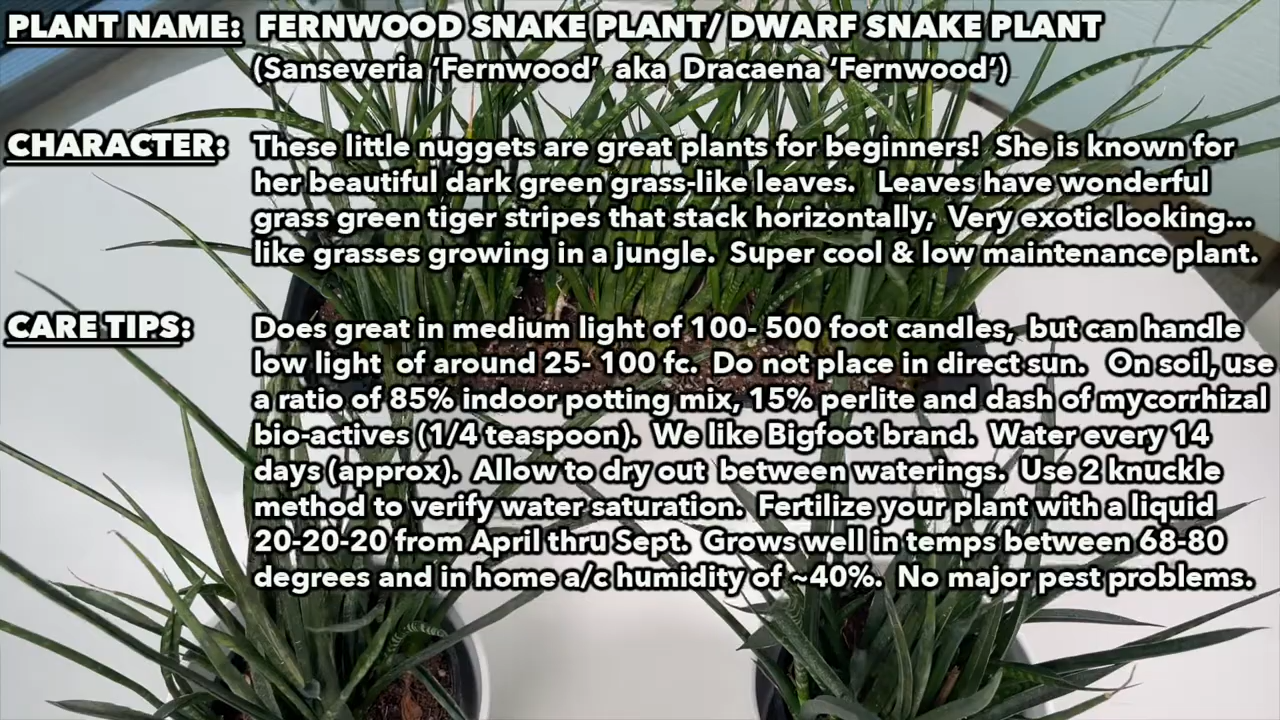 PLANT NAME: FERNWOOD SNAKE PLANT/ DWARF SNAKE PLANT
(Sanseveria ‘Fernwood’ aka Dracaena ‘Fernwood’)
CHARACTER: These little nuggets are great plants for beginners! She is known for
her beautiful dark green grass-like leaves. Leaves have wonderful
grass green tiger stripes that stack horizontally, Very exotic looking...
like grasses growing in a jungle. Super cool & low maintenance plant.
CARE TIPS: Does great in medium light of 100- 500 foot candles, but can handle
low light of around 25- 100 fc. Do not place in direct sun. On soil, use
a ratio of 85% indoor potting mix, 15% perlite and dash of mycorrhizal
bio-actives (1/4 teaspoon). We like Bigfoot brand. Water every 14
days (approx). Allow to dry out between waterings. Use 2 knuckle
method to verify water saturation. Fertilize your plant with a liquid
20-20-20 from April thru Sept. Grows well in temps between 68-80
degrees and in home a/c humidity of ~40%. No major pest problems.